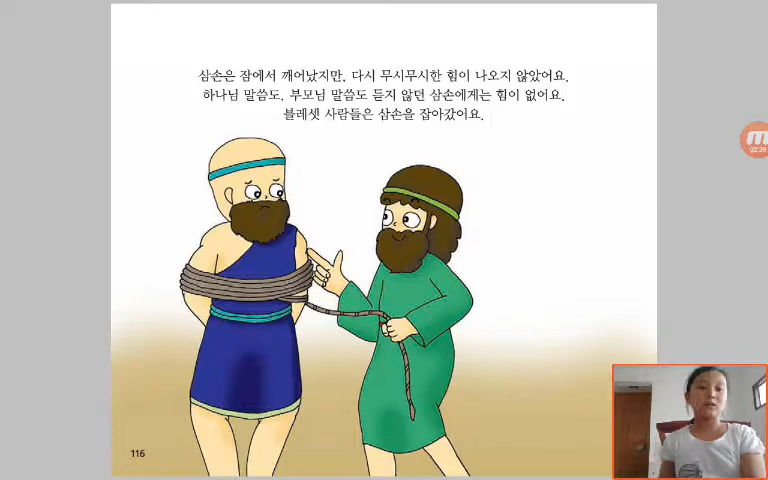 삼손은 잠에서 깨어났지만, 다시 무시무시한 힘이 나오지 않았어요.
하나님 말씀도, 부모님 말씀도 듣지 않던 삼손에게는 힘이 없어요.
블레셋 사람들은 삼손을 잡아갔어요.
02:39
116